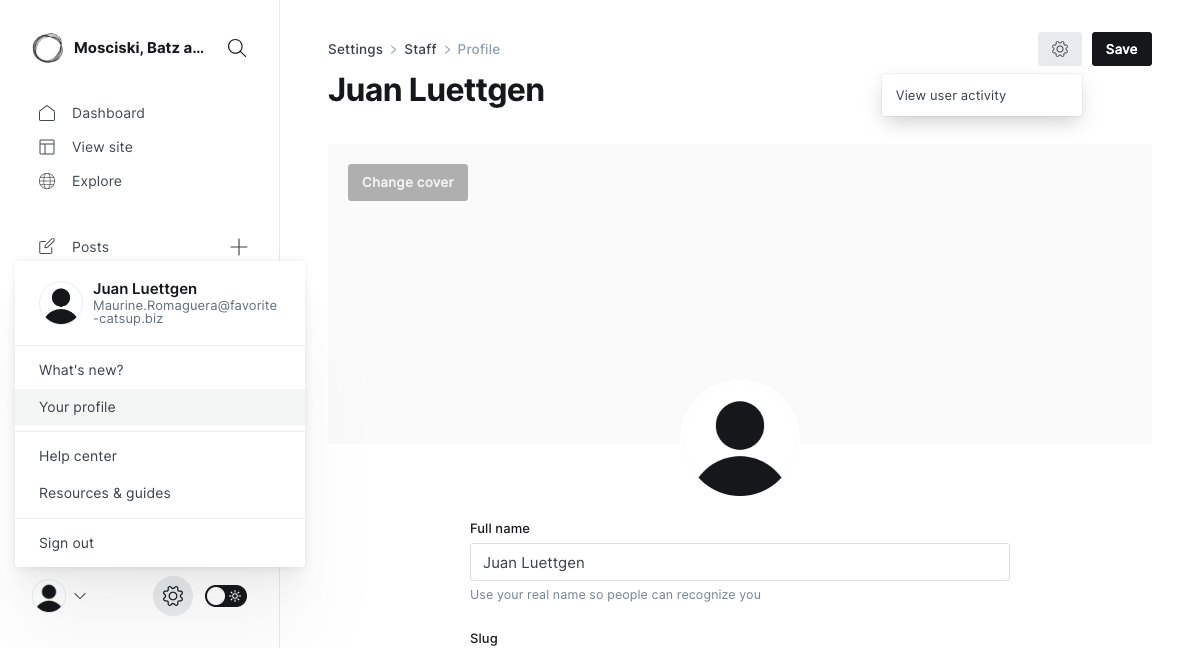 Mosciski, Batz a...
Dashboard
View site
Explore
Posts
Juan Luettgen
Maurine.Romaguera@favorite
-catsup.biz
What's new?
Your profile
Help center
Resources & guides
Sign out
Settings > Staff > Profile
Save
Juan Luettgen
View user activity
Change cover
Full name
Juan Luettgen
Use your real name so people can recognize you
Slug